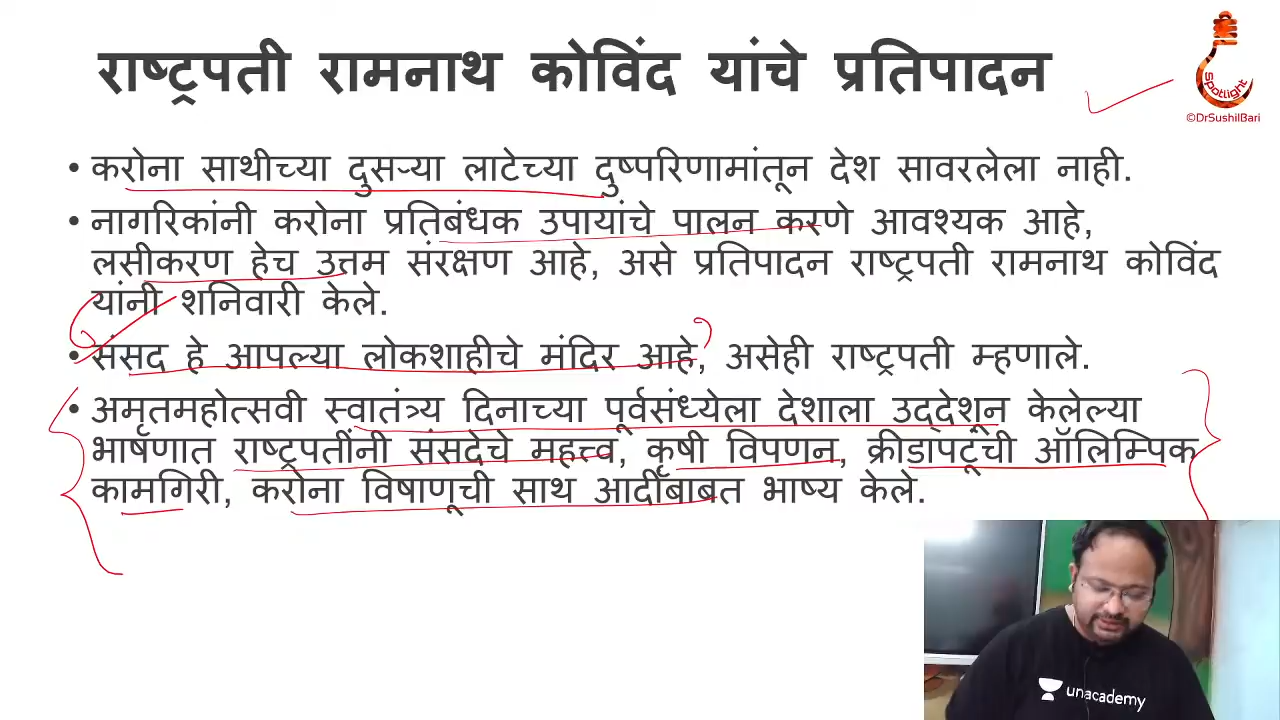 राष्ट्रपती रामनाथ कोविंद यांचे प्रतिपादन
Spotlight
©DrSushilBari
• करोना साथीच्या दुसऱ्या लाटेच्या दुष्परिणामांतून देश सावरलेला नाही.
• नागरिकांनी करोना प्रतिबंधक उपायांचे पालन करणे आवश्यक आहे,
लसीकरण हेच उत्तम संरक्षण आहे, असे प्रतिपादन राष्ट्रपती रामनाथ कोविंद
यांनी शनिवारी केले.
• संसद हे आपल्या लोकशाहीचे मंदिर आहे, असेही राष्ट्रपती म्हणाले.
• अमृतमहोत्सवी स्वातंत्र्य दिनाच्या पूर्वसंध्येला देशाला उद्देशून केलेल्या
भाषणात राष्ट्रपतींनी संसदेचे महत्त्व, कृषी विपणन, क्रीडापटूंची ऑलिम्पिक
कामगिरी, करोना विषाणूची साथ आदींबाबत भाष्य केले.
unacademy